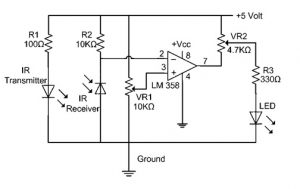 +5 Volt
R1
100Ω
R2
10KΩ
+Vcc
VR2
4.7KΩ
2
8
3
7
4
LM 358
IR
Transmitter
IR
Receiver
VR1
10KΩ
R3
330Ω
LED
Ground